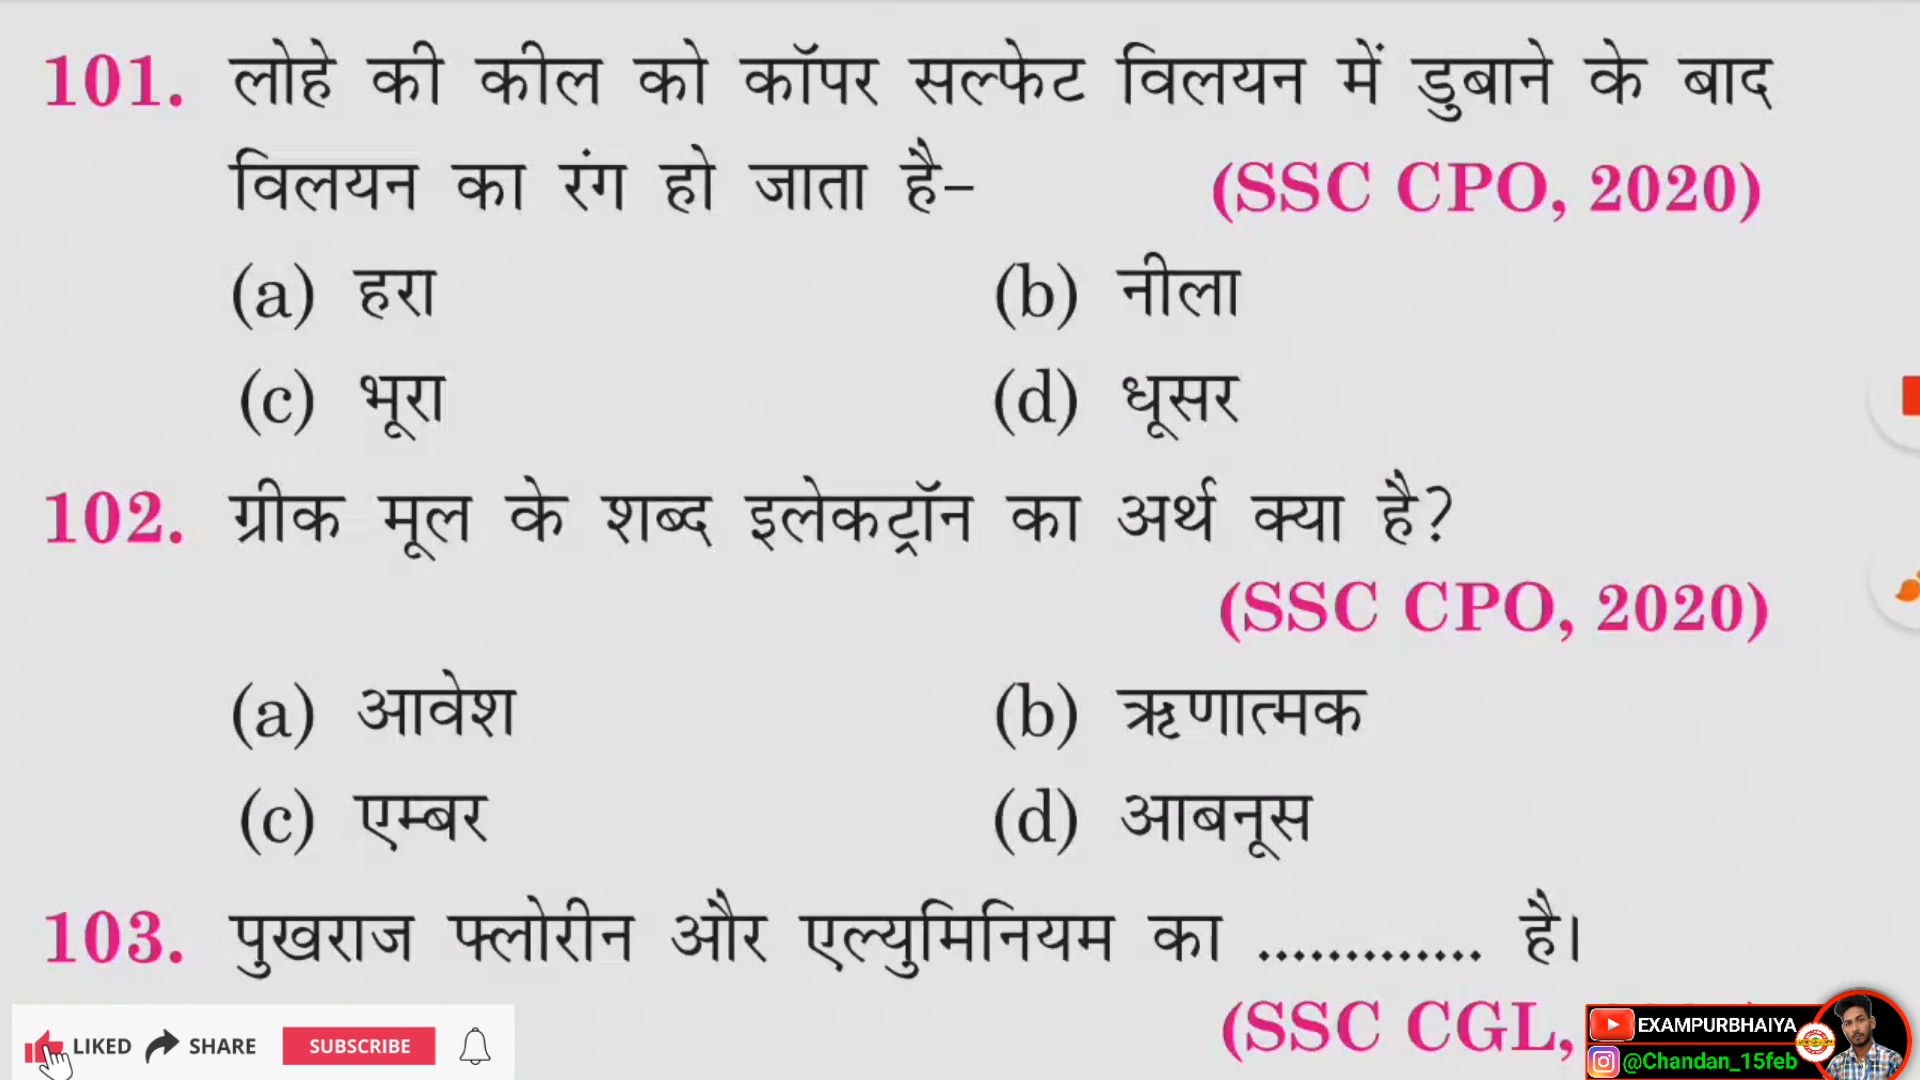 101. लोहे की कील को कॉपर सल्फेट विलयन में डुबाने के बाद
विलयन का रंग हो जाता है– (SSC CPO, 2020)
(a) हरा (b) नीला
(c) भूरा (d) धूसर
102. ग्रीक मूल के शब्द इलेकट्रॉन का अर्थ क्या है?
(SSC CPO, 2020)
(a) आवेश (b) ऋणात्मक
(c) एम्बर (d) आबनूस
103. पुखराज फ्लोरीन और एल्युमिनियम का ............. है।
(SSC CGL,
LIKED SHARE SUBSCRIBE
EXAMPURBHAIYA
@Chandan_15feb